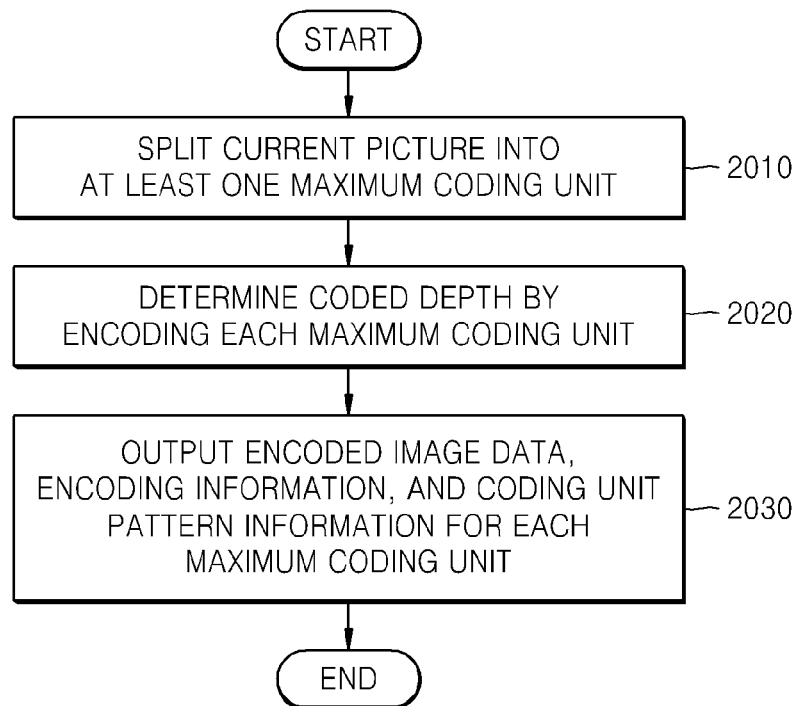 START
SPLIT CURRENT PICTURE INTO
AT LEAST ONE MAXIMUM CODING UNIT
2010
DETERMINE CODED DEPTH BY
ENCODING EACH MAXIMUM CODING UNIT
2020
OUTPUT ENCODED IMAGE DATA,
ENCODING INFORMATION, AND CODING UNIT
PATTERN INFORMATION FOR EACH
MAXIMUM CODING UNIT
2030
END